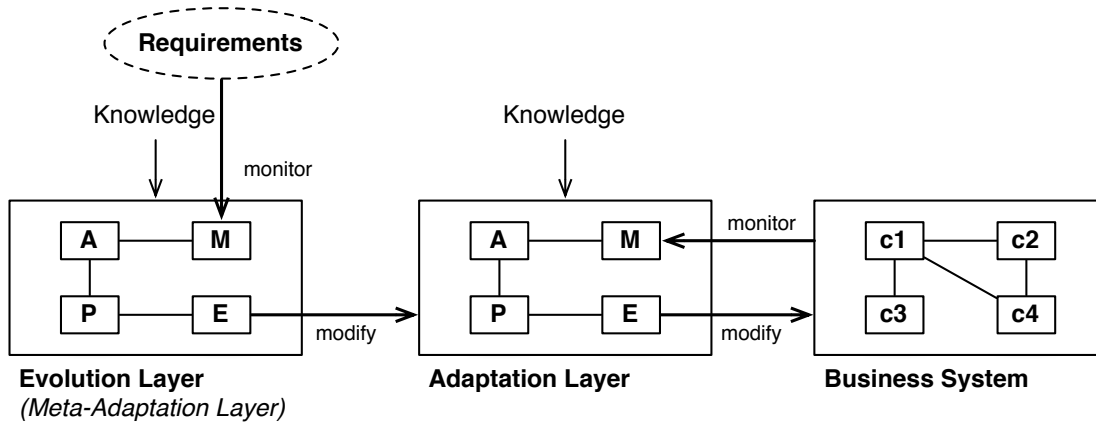 Requirements
Knowledge
Knowledge
monitor
A
M
P
E
modify
A
M
P
E
monitor
modify
c1
c2
c3
c4
Evolution Layer
(Meta-Adaptation Layer)
Adaptation Layer
Business System